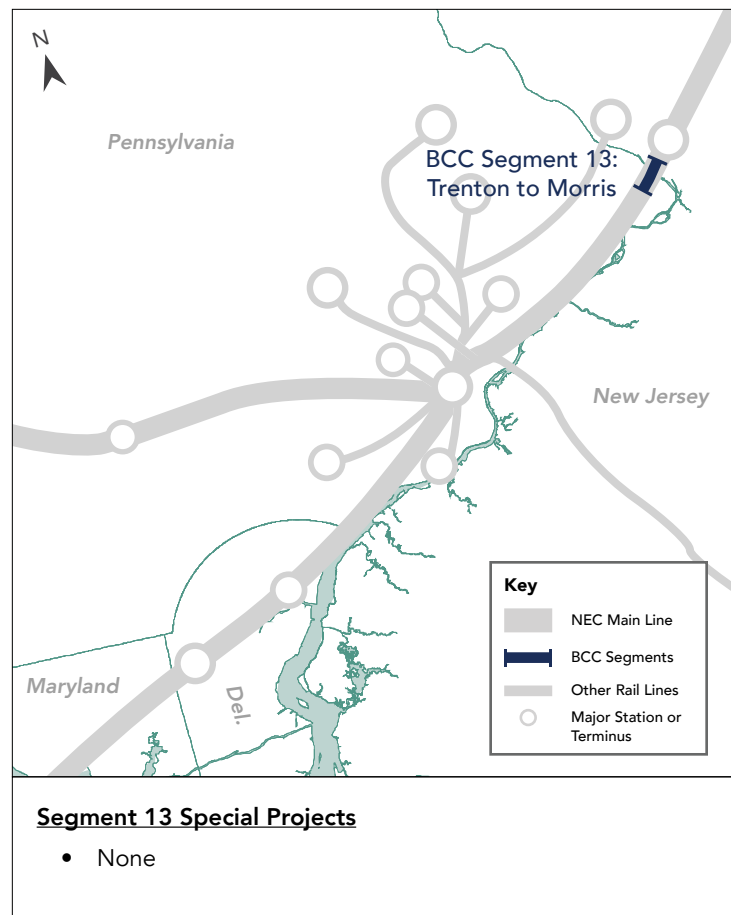 N
Pennsylvania
BCC Segment 13:
Trenton to Morris
New Jersey
Maryland
Del.
Key
NEC Main Line
BCC Segments
Other Rail Lines
Major Station or
Terminus
Segment 13 Special Projects
• None